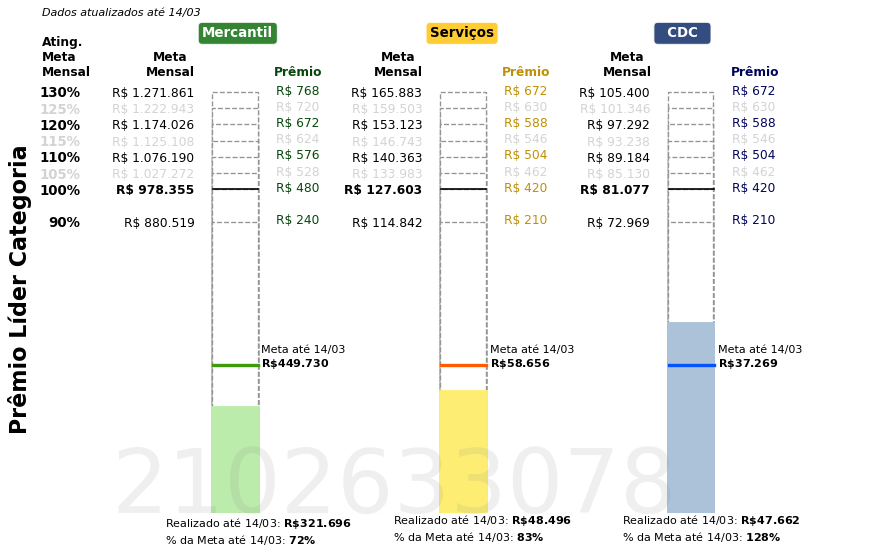 Dados atualizados até 14/03
Mercantil
Serviços
CDC
Ating.
Meta
Mensal
Meta
Mensal
Prêmio
Meta
Mensal
Prêmio
Meta
Mensal
Prêmio
130% R$ 1.271.861 R$ 768 R$ 165.883 R$ 672 R$ 105.400 R$ 672
125% R$ 1.222.943 R$ 720 R$ 159.503 R$ 630 R$ 101.346 R$ 630
120% R$ 1.174.026 R$ 672 R$ 153.123 R$ 588 R$ 97.292 R$ 588
115% R$ 1.125.108 R$ 624 R$ 146.743 R$ 546 R$ 93.238 R$ 546
110% R$ 1.076.190 R$ 576 R$ 140.363 R$ 504 R$ 89.184 R$ 504
105% R$ 1.027.272 R$ 528 R$ 133.983 R$ 462 R$ 85.130 R$ 462
100% R$ 978.355 R$ 480 R$ 127.603 R$ 420 R$ 81.077 R$ 420
90% R$ 880.519 R$ 240 R$ 114.842 R$ 210 R$ 72.969 R$ 210
Prêmio Líder Categoria
Meta até 14/03
R$449.730
Meta até 14/03
R$58.656
Meta até 14/03
R$37.269
2102633078
Realizado até 14/03: R$321.696
% da Meta até 14/03: 72%
Realizado até 14/03: R$48.496
% da Meta até 14/03: 83%
Realizado até 14/03: R$47.662
% da Meta até 14/03: 128%